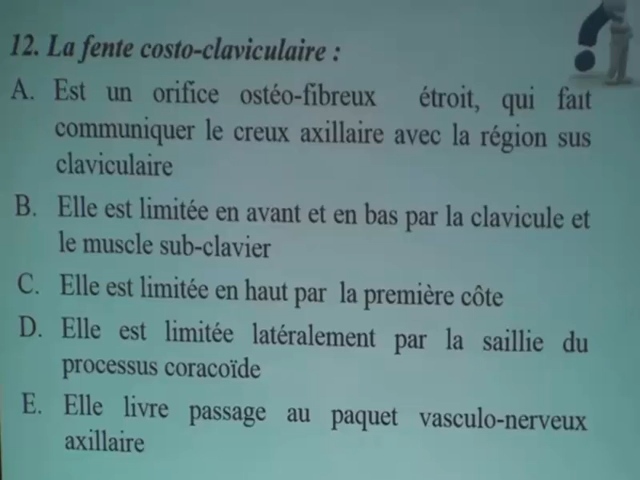 12. La fente costo-claviculaire :
A. Est un orifice ostéo-fibreux étroit, qui fait
communiquer le creux axillaire avec la région sus
claviculaire
B. Elle est limitée en avant et en bas par la clavicule et
le muscle sub-clavier
C. Elle est limitée en haut par la première côte
D. Elle est limitée latéralement par la saillie du
processus coracoïde
E. Elle livre passage au paquet vasculo-nerveux
axillaire